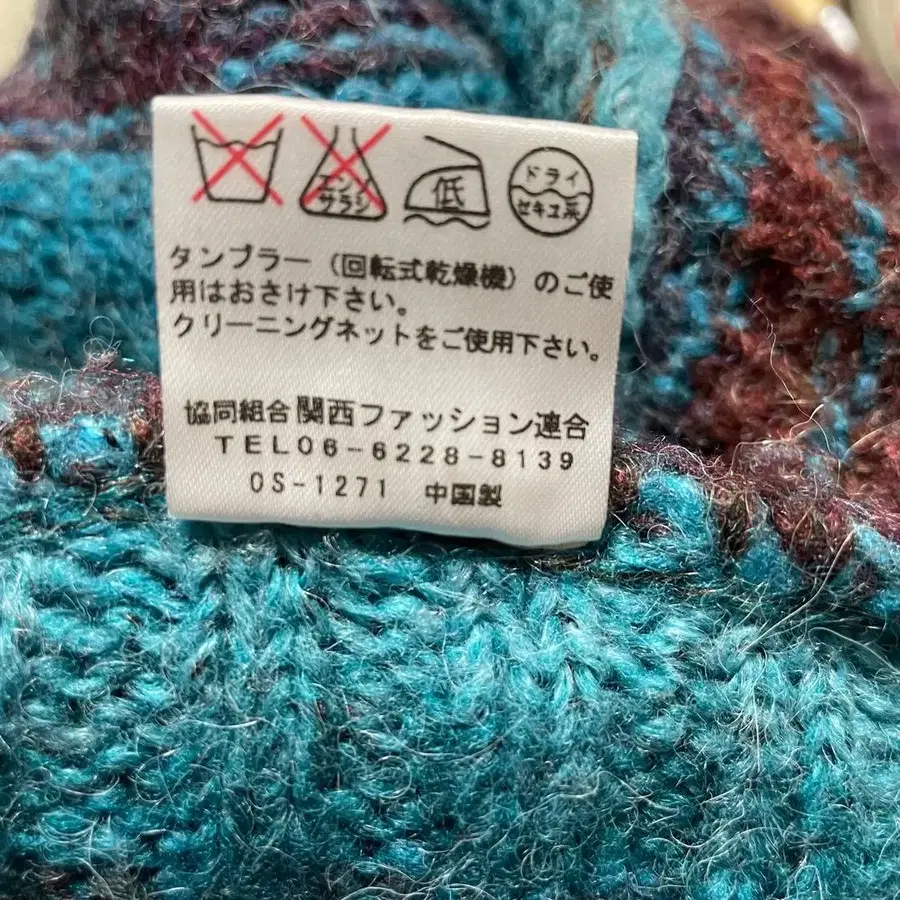 エンソ
サラシ
低
ドライ
セキユ系
タンブラー（回転式乾燥機）のご使
用はおさけ下さい。
クリーニングネットをご使用下さい。
協同組合関西ファッション連合
TEL06-6228-8139
OS-1271 中国製